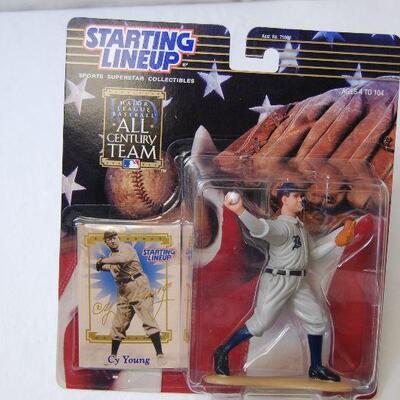 STARTING
LINEUP
SPORTS SUPERSTAR COLLECTIBLES
MAJOR
LEAGUE
BASEBALL
ALL
CENTURY
TEAM
TM
AGES 4 TO 104
STARTING
LINEUP
Cy Young
B